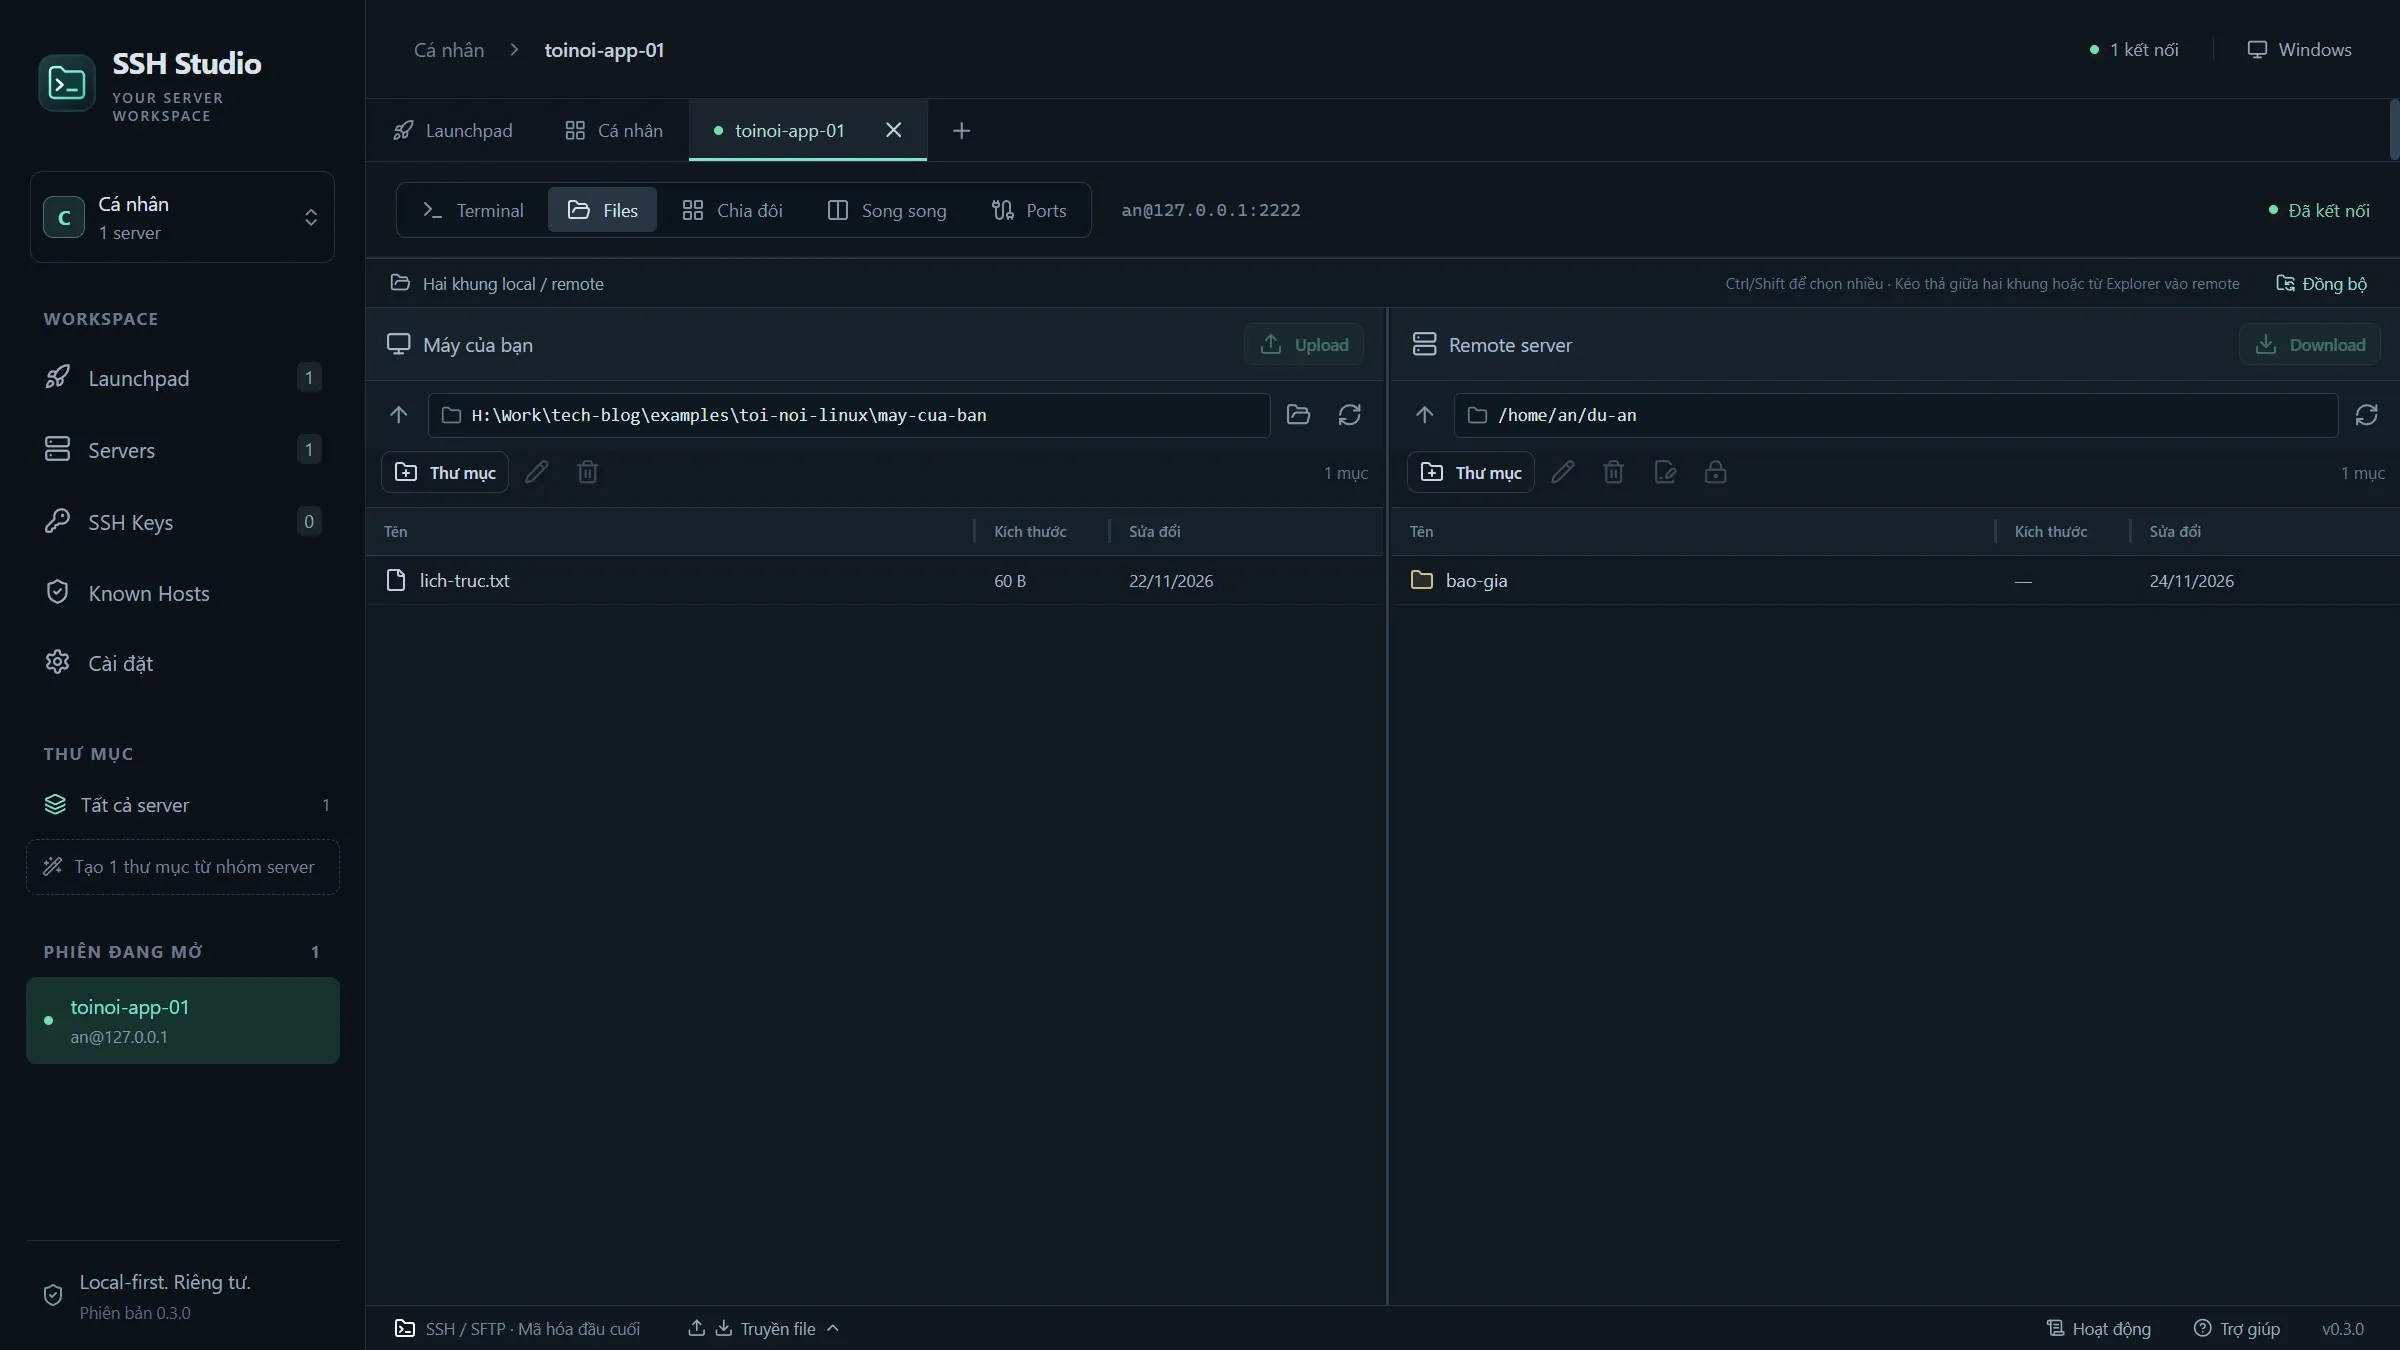 SSH Studio
YOUR SERVER
WORKSPACE
C
Cá nhân
1 server
WORKSPACE
Launchpad 1
Servers 1
SSH Keys 0
Known Hosts
Cài đặt
THƯ MỤC
Tất cả server 1
Tạo 1 thư mục từ nhóm server
PHIÊN ĐANG MỞ 1
toinoi-app-01
an@127.0.0.1
Local-first. Riêng tư.
Phiên bản 0.3.0
Cá nhân > toinoi-app-01
1 kết nối
Windows
Launchpad
Cá nhân
toinoi-app-01
Terminal
Files
Chia đôi
Song song
Ports
an@127.0.0.1:2222
Đã kết nối
Hai khung local / remote
Ctrl/Shift để chọn nhiều · Kéo thả giữa hai khung hoặc từ Explorer vào remote
Đồng bộ
Máy của bạn
Upload
H:\Work\tech-blog\examples\toi-noi-linux\may-cua-ban
Thư mục
1 mục
Tên Kích thước Sửa đổi
lich-truc.txt 60 B 22/11/2026
Remote server
Download
/home/an/du-an
Thư mục
1 mục
Tên Kích thước Sửa đổi
bao-gia — 24/11/2026
SSH / SFTP · Mã hóa đầu cuối
Truyền file
Hoạt động
Trợ giúp
v0.3.0